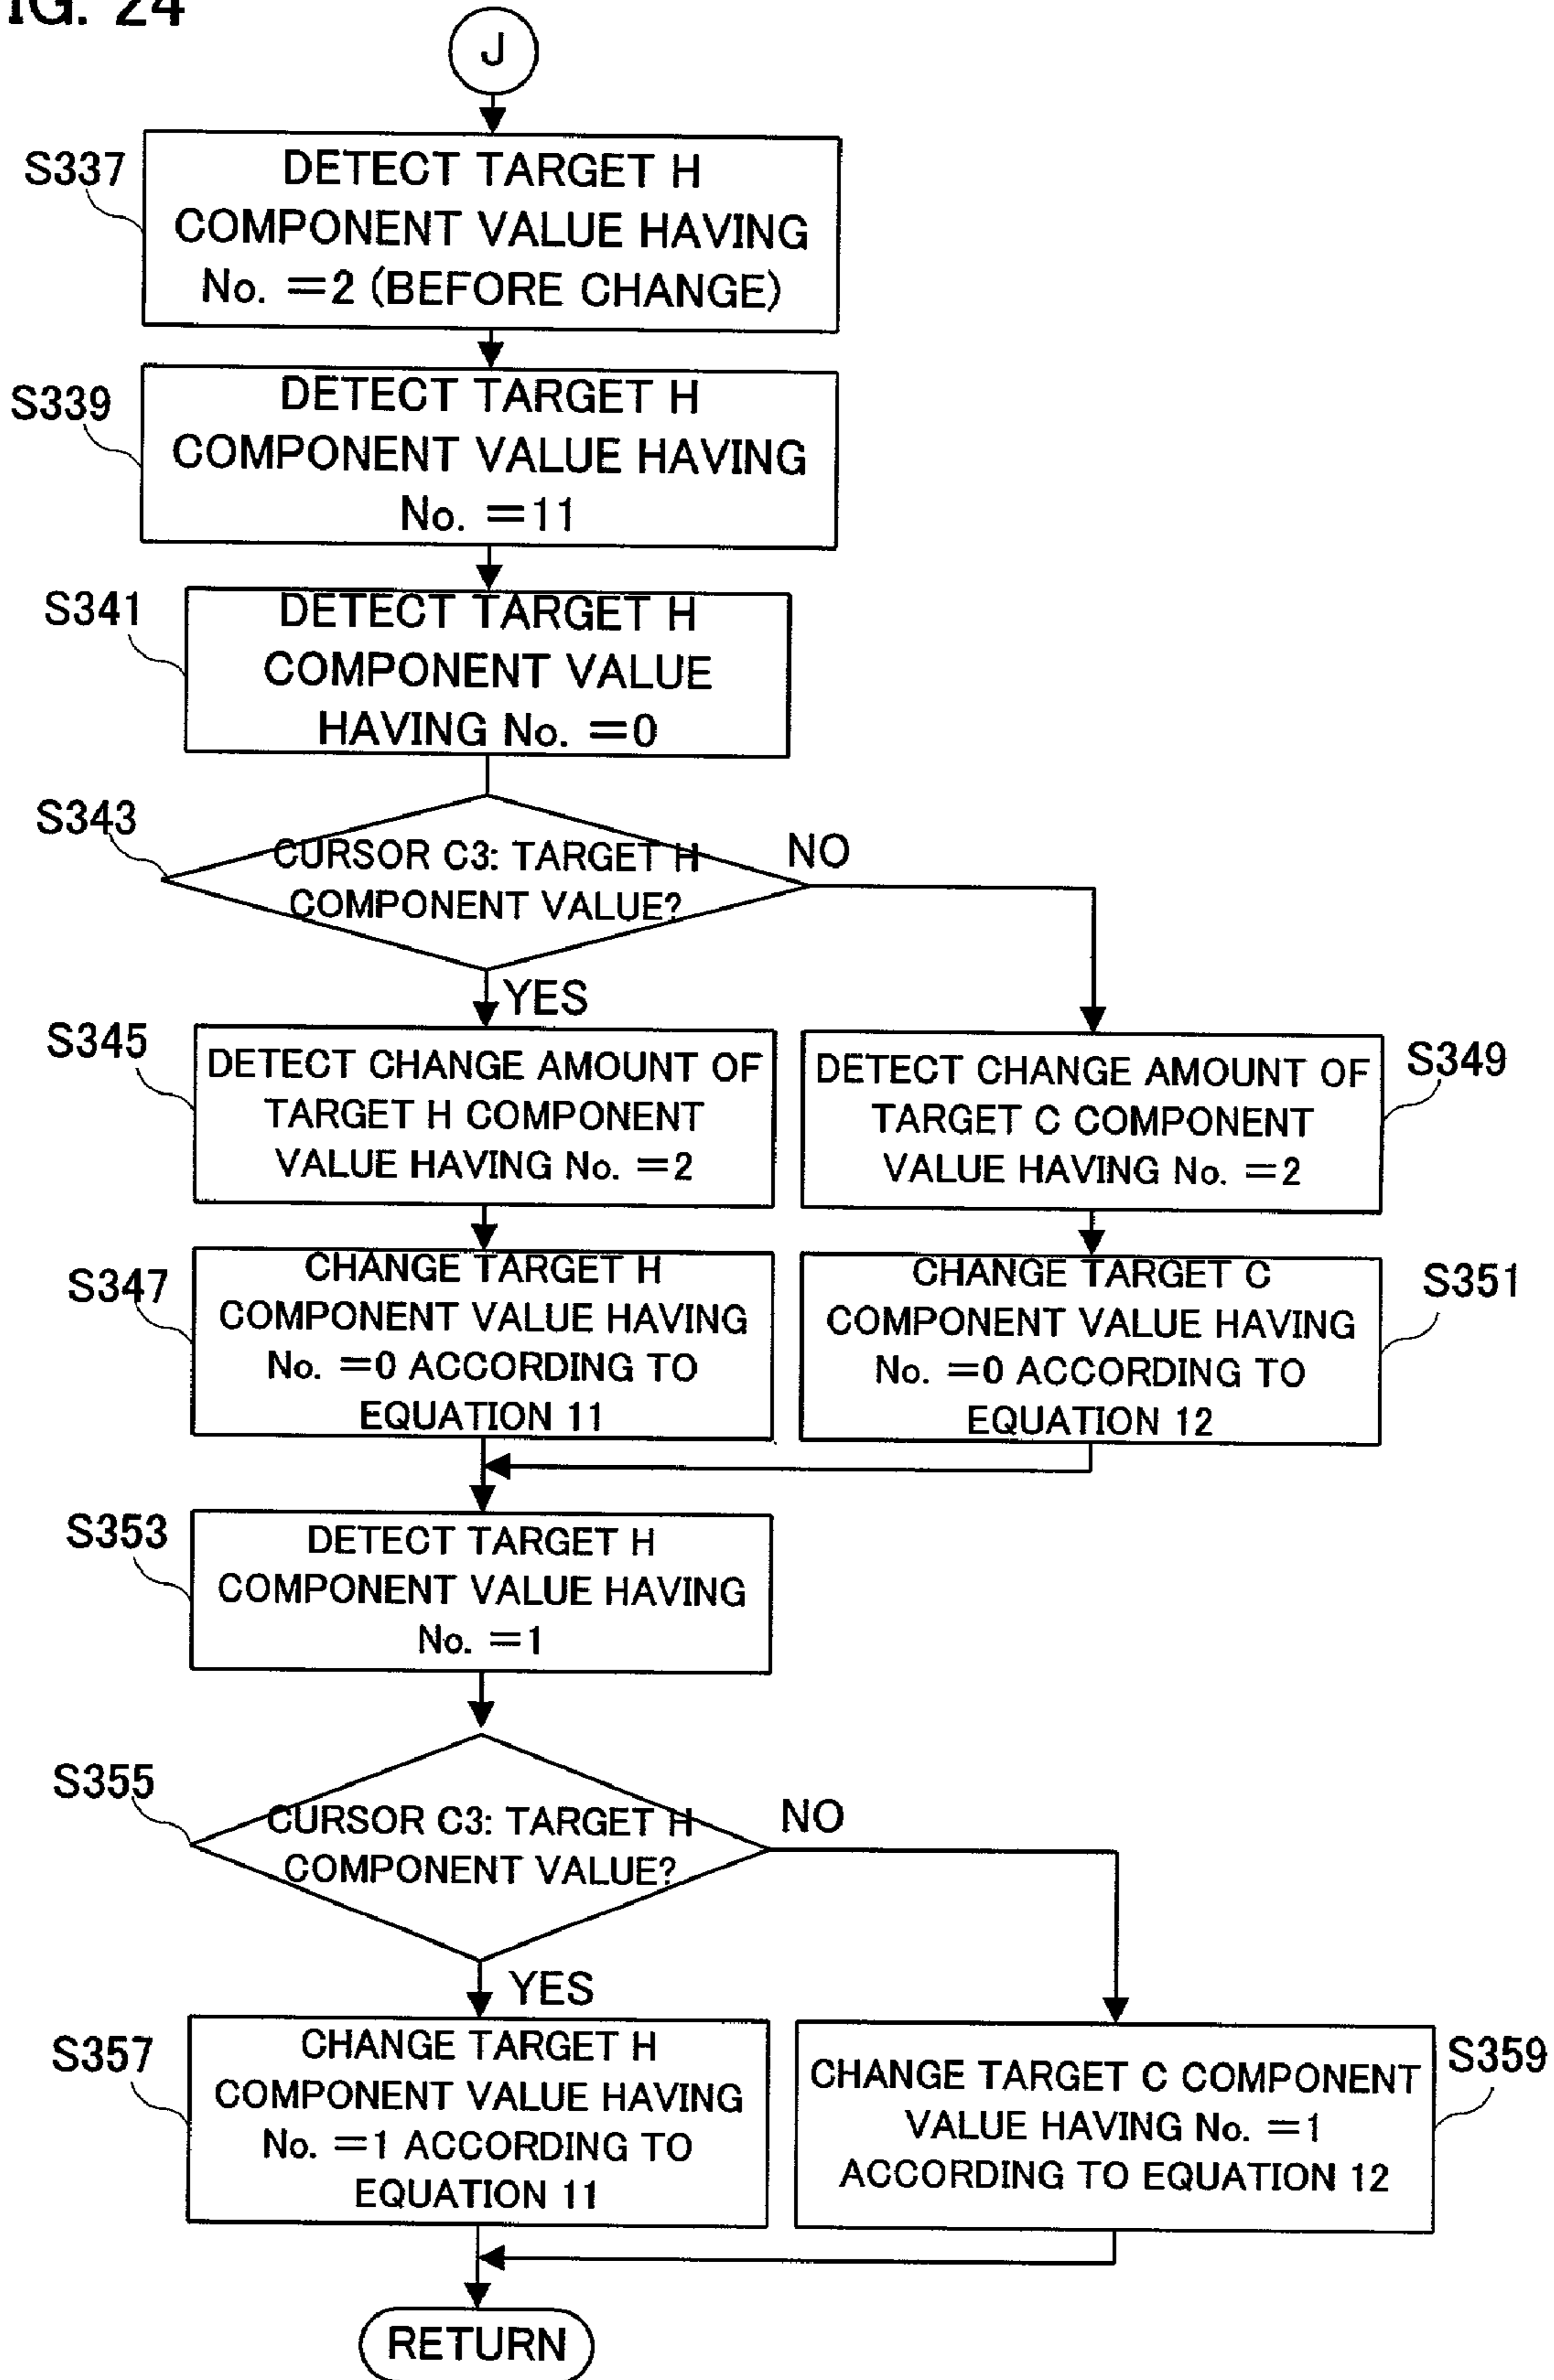 IG. 24
J
S337
DETECT TARGET H
COMPONENT VALUE HAVING
No. =2 (BEFORE CHANGE)
S339
DETECT TARGET H
COMPONENT VALUE HAVING
No. =11
S341
DETECT TARGET H
COMPONENT VALUE
HAVING No. =0
S343
CURSOR C3: TARGET H
COMPONENT VALUE?
NO
YES
S345
DETECT CHANGE AMOUNT OF
TARGET H COMPONENT
VALUE HAVING No. =2
DETECT CHANGE AMOUNT OF
TARGET C COMPONENT
VALUE HAVING No. =2
S349
S347
CHANGE TARGET H
COMPONENT VALUE HAVING
No. =0 ACCORDING TO
EQUATION 11
CHANGE TARGET C
COMPONENT VALUE HAVING
No. =0 ACCORDING TO
EQUATION 12
S351
S353
DETECT TARGET H
COMPONENT VALUE HAVING
No. =1
S355
CURSOR C3: TARGET H
COMPONENT VALUE?
NO
YES
S357
CHANGE TARGET H
COMPONENT VALUE HAVING
No. =1 ACCORDING TO
EQUATION 11
CHANGE TARGET C COMPONENT
VALUE HAVING No. =1
ACCORDING TO EQUATION 12
S359
RETURN